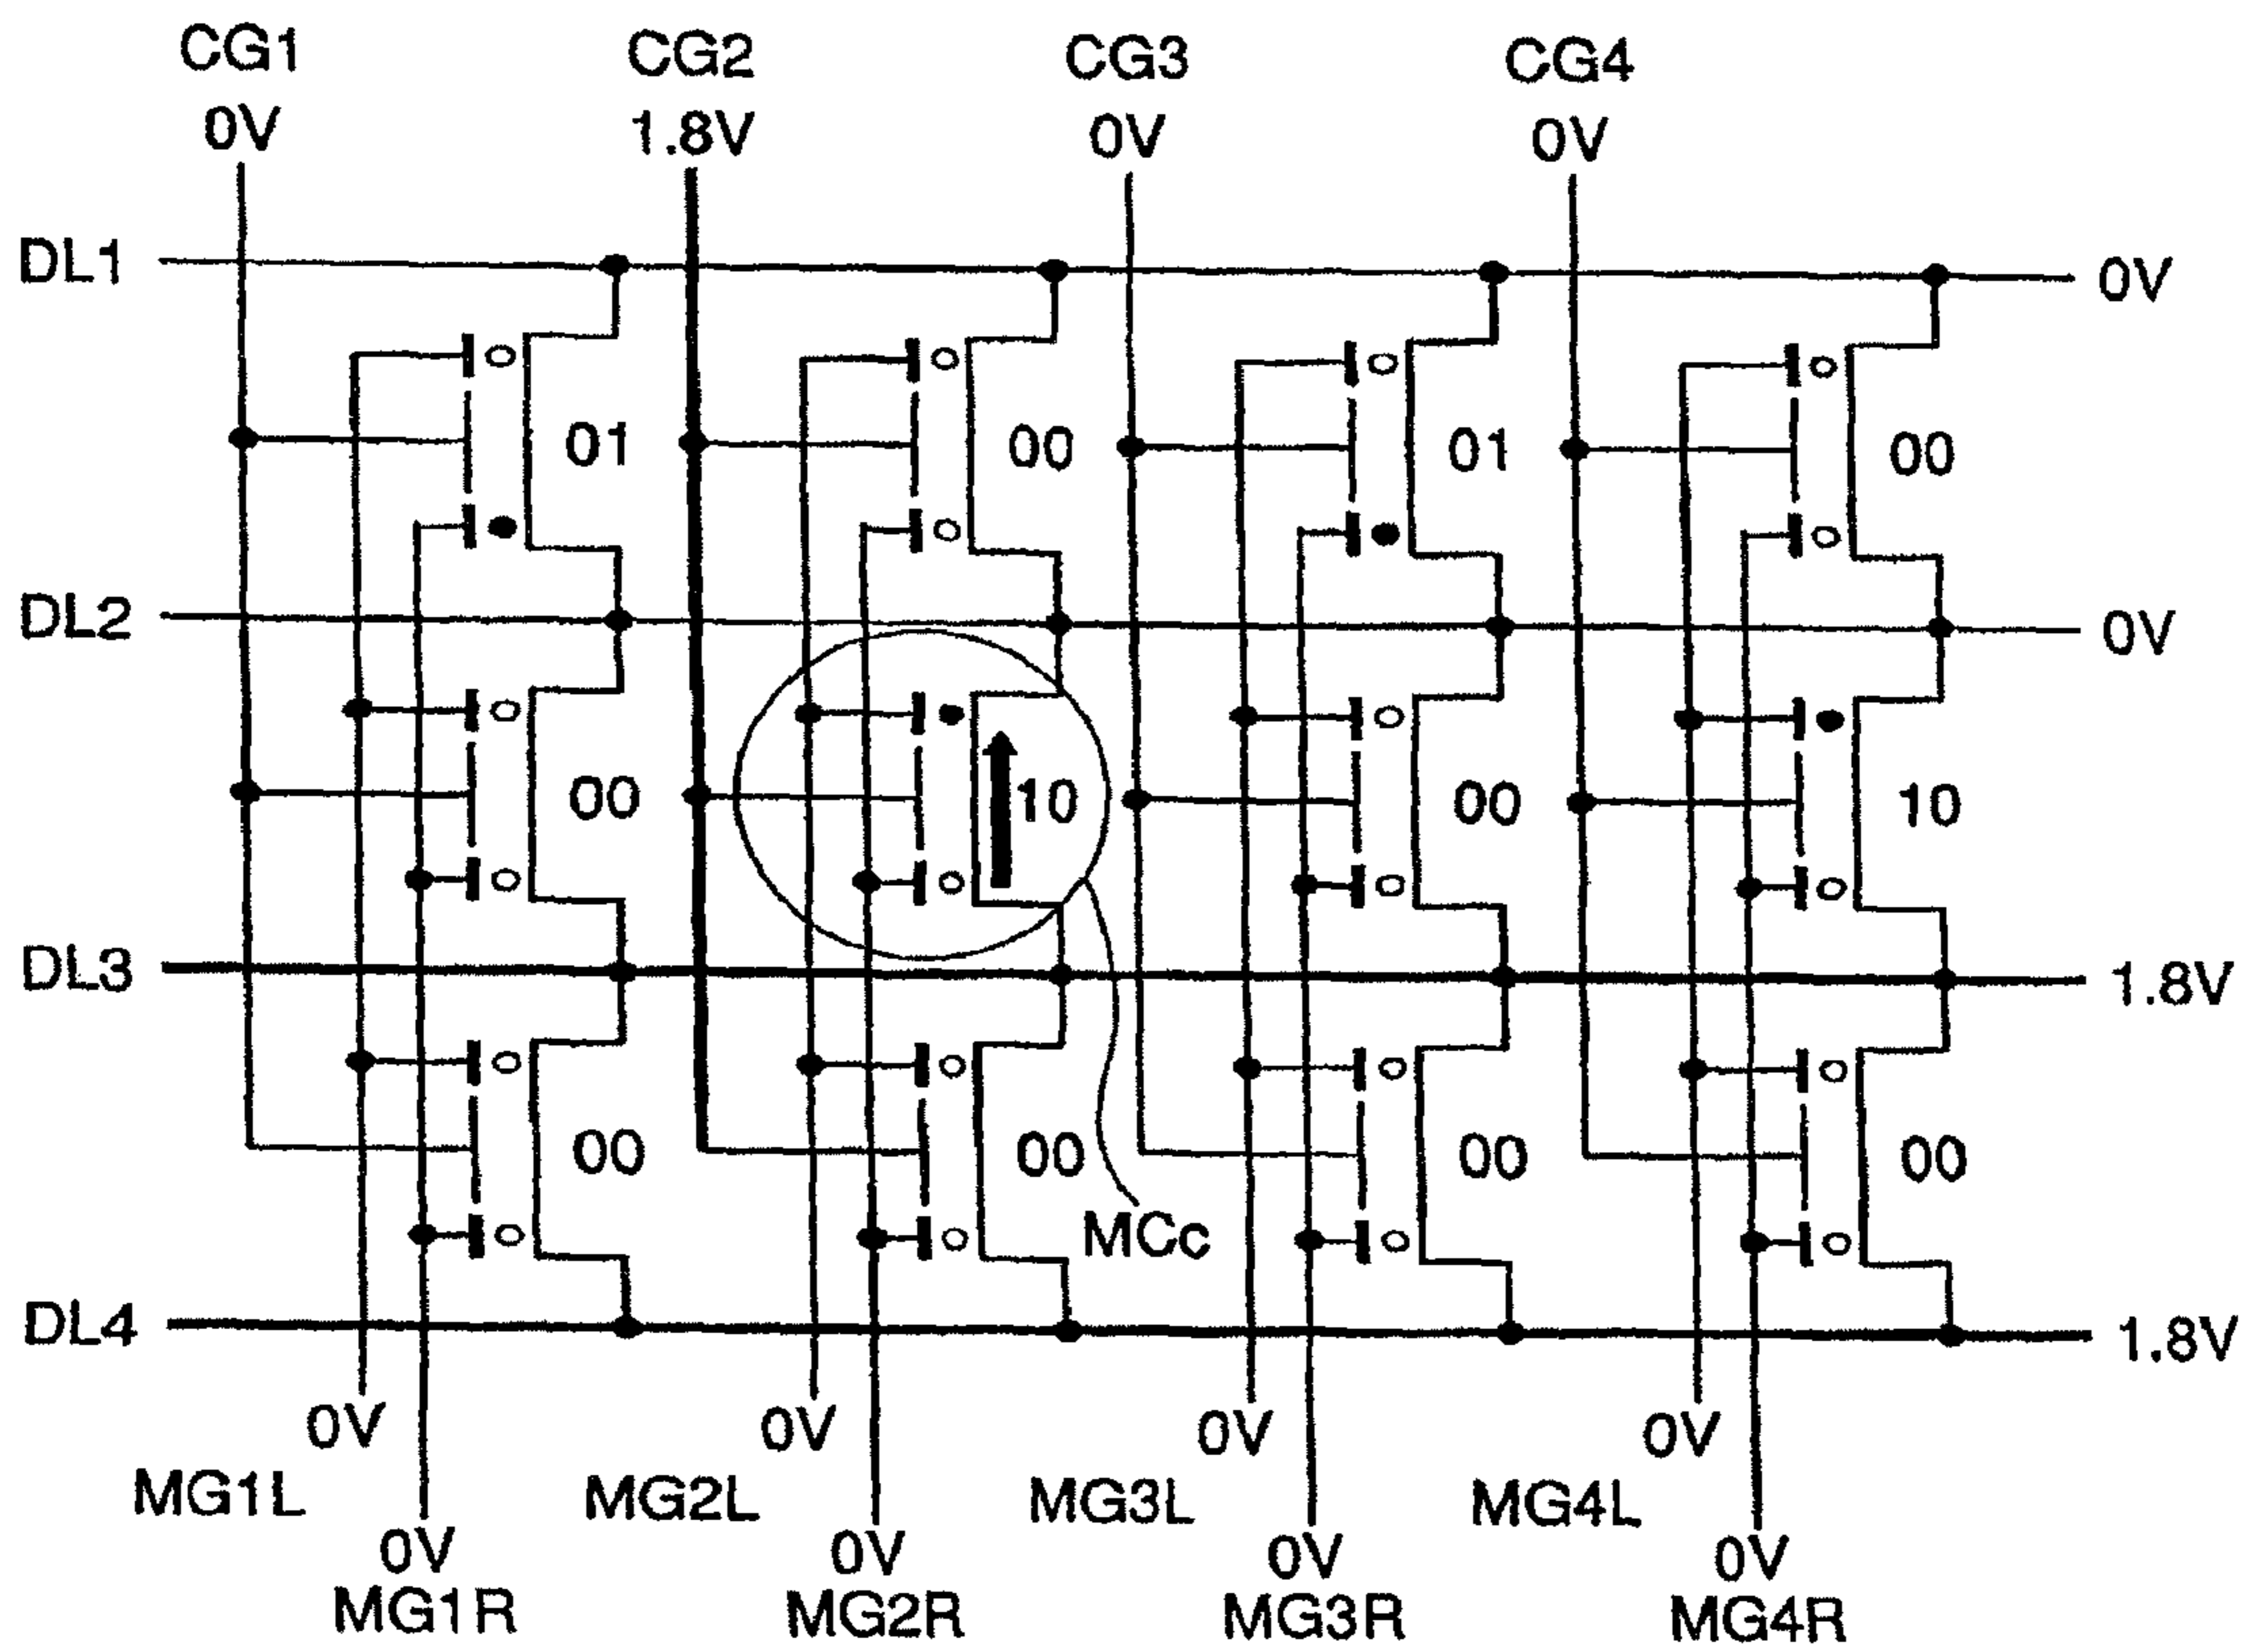 CG1 CG2 CG3 CG4
0V 1.8V 0V 0V
DL1 0V
01 00 01 00
DL2 0V
00 10 00 10
DL3 1.8V
00 00 00 00
MCc
DL4 1.8V
0V 0V 0V 0V
MG1L MG2L MG3L MG4L
0V 0V 0V 0V
MG1R MG2R MG3R MG4R